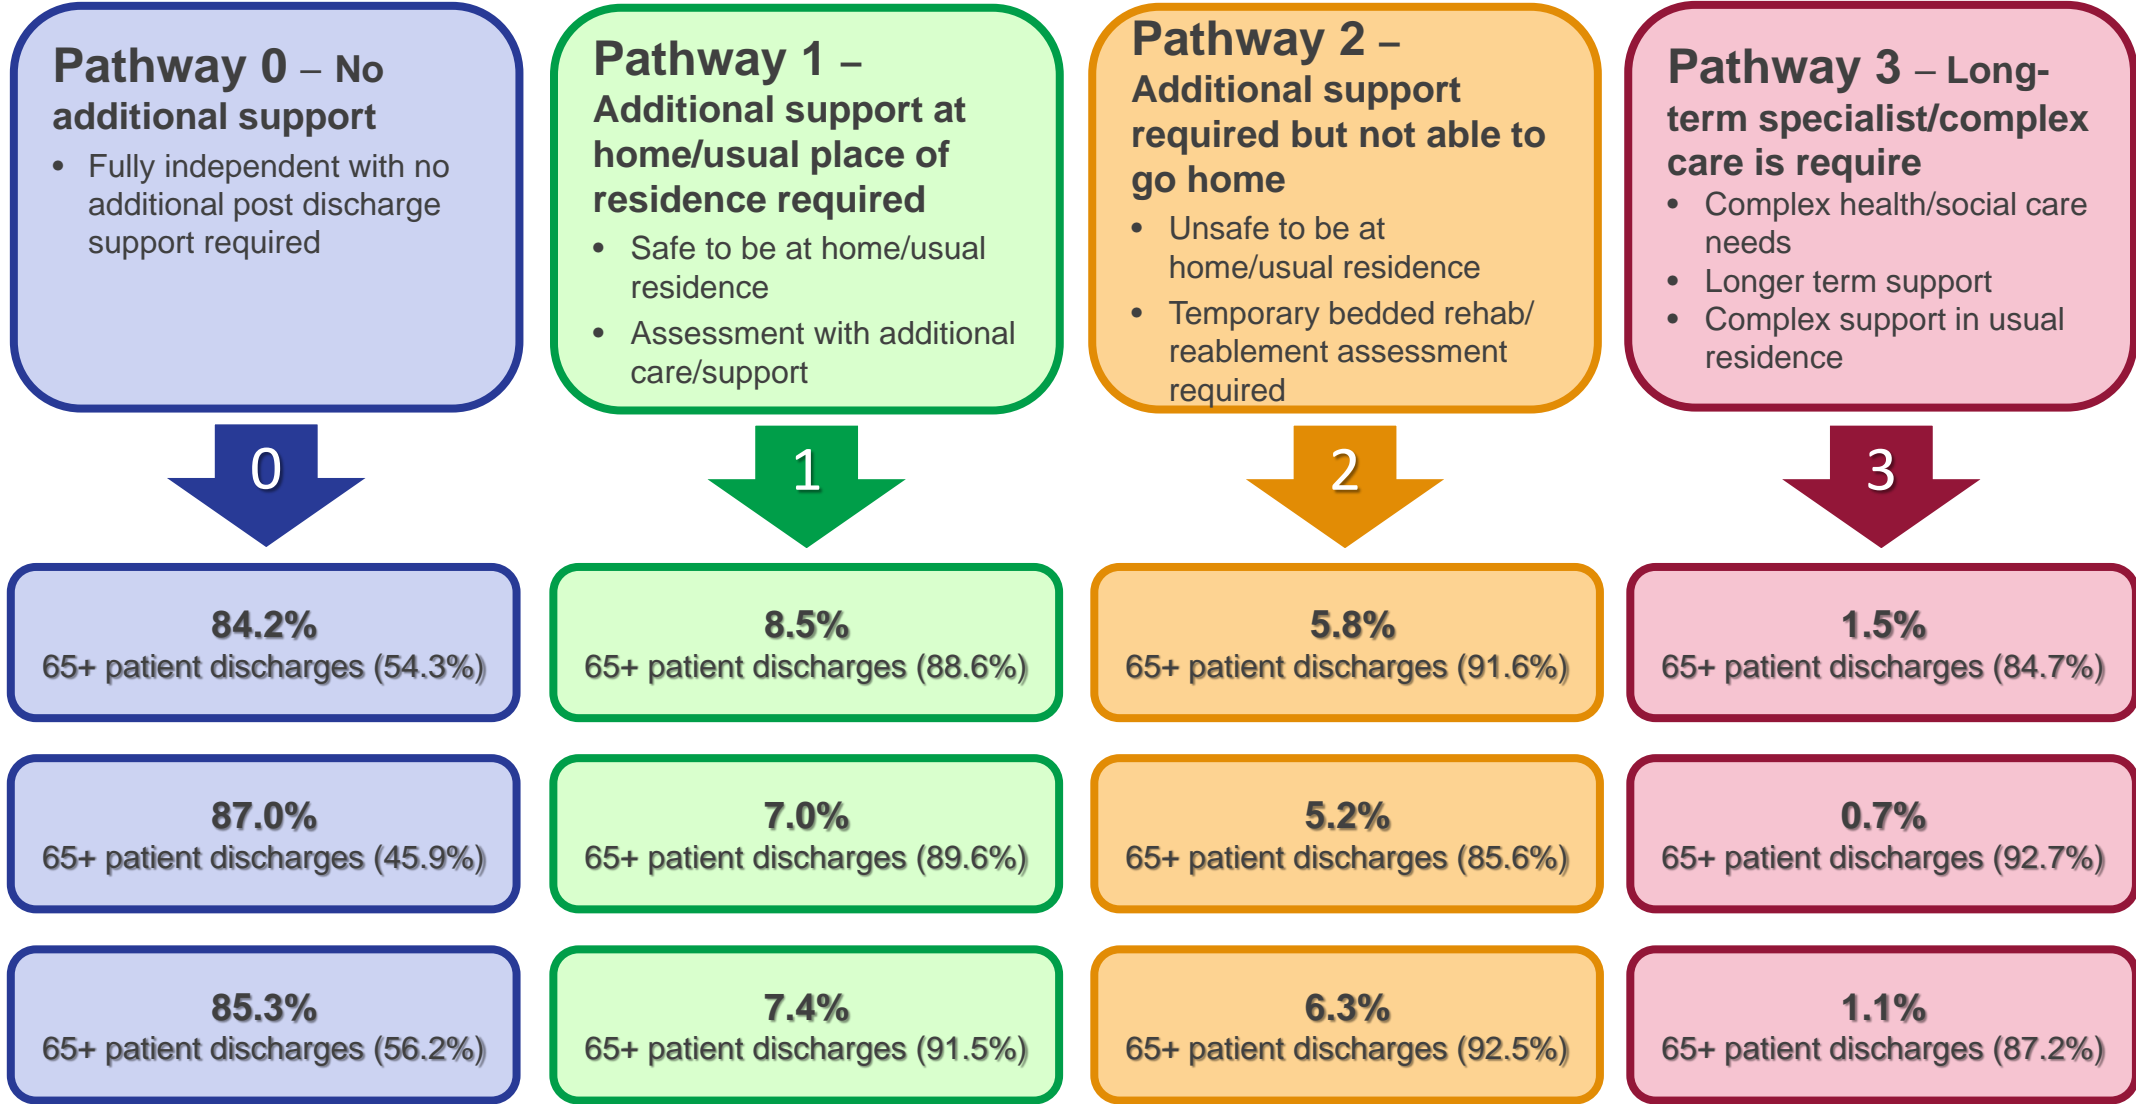 Pathway 0 – No
additional support
• Fully independent with no
additional post discharge
support required
Pathway 1 –
Additional support at
home/usual place of
residence required
• Safe to be at home/usual
residence
• Assessment with additional
care/support
Pathway 2 –
Additional support
required but not able to
go home
• Unsafe to be at
home/usual residence
• Temporary bedded rehab/
reablement assessment
required
Pathway 3 – Long-
term specialist/complex
care is require
• Complex health/social care
needs
• Longer term support
• Complex support in usual
residence
0
1
2
3
84.2%
65+ patient discharges (54.3%)
8.5%
65+ patient discharges (88.6%)
5.8%
65+ patient discharges (91.6%)
1.5%
65+ patient discharges (84.7%)
87.0%
65+ patient discharges (45.9%)
7.0%
65+ patient discharges (89.6%)
5.2%
65+ patient discharges (85.6%)
0.7%
65+ patient discharges (92.7%)
85.3%
65+ patient discharges (56.2%)
7.4%
65+ patient discharges (91.5%)
6.3%
65+ patient discharges (92.5%)
1.1%
65+ patient discharges (87.2%)